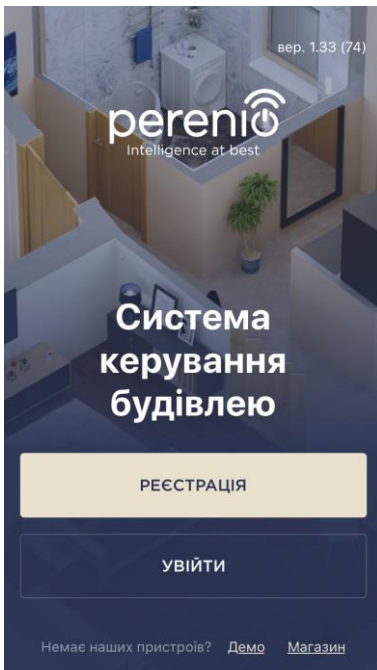 вер. 1.33 (74)
perenio
Intelligence at best
Система
керування
будівлею
РЕЄСТРАЦІЯ
УВІЙТИ
Немає наших пристроїв? Демо Магазин